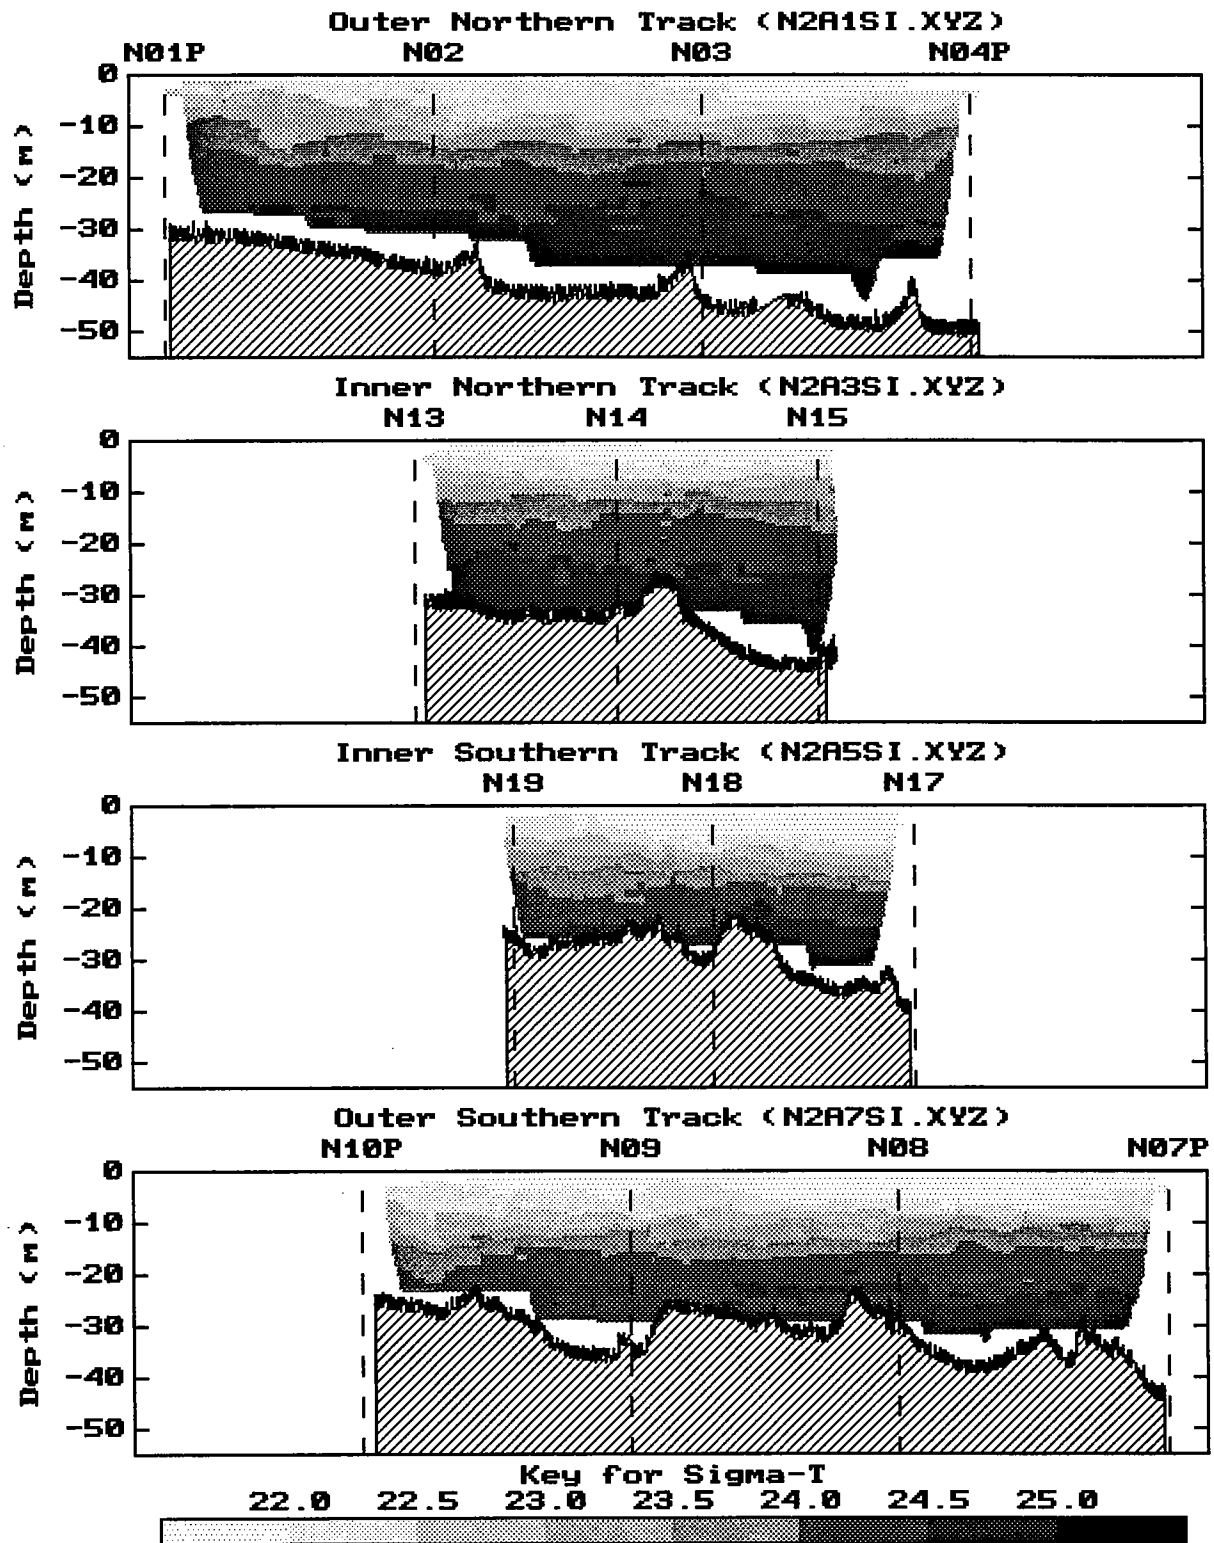 Outer Northern Track (N2A1SI.XYZ)
N01P N02 N03 N04P
0
-10
-20
-30
-40
-50
Depth (m)
Inner Northern Track (N2A3SI.XYZ)
N13 N14 N15
0
-10
-20
-30
-40
-50
Depth (m)
Inner Southern Track (N2A5SI.XYZ)
N19 N18 N17
0
-10
-20
-30
-40
-50
Depth (m)
Outer Southern Track (N2A7SI.XYZ)
N10P N09 N08 N07P
0
-10
-20
-30
-40
-50
Depth (m)
Key for Sigma-T
22.0 22.5 23.0 23.5 24.0 24.5 25.0